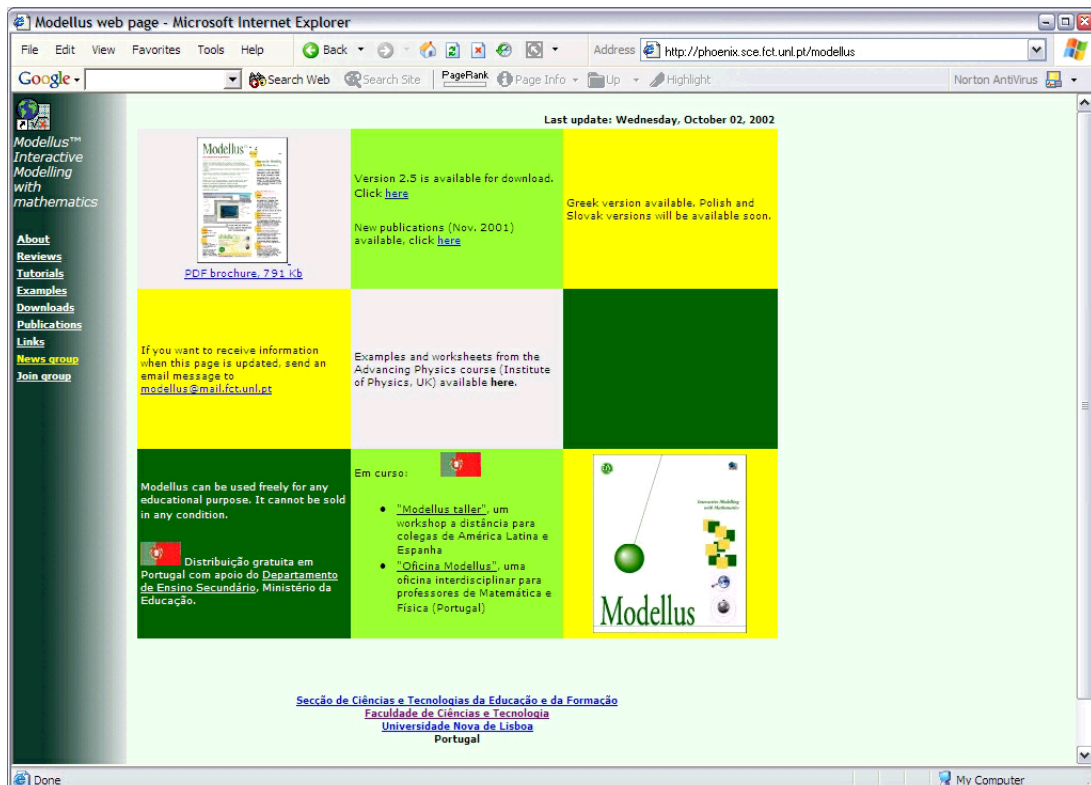 Modellus web page - Microsoft Internet Explorer
File Edit View Favorites Tools Help Back Address http://phoenix.sce.fct.unl.pt/modellus
Google Search Web Search Site PageRank Page Info Up Highlight Norton AntiVirus
Modellus™
Interactive
Modelling
with
mathematics
About
Reviews
Tutorials
Examples
Downloads
Publications
Links
News group
Join group
Last update: Wednesday, October 02, 2002
Modellus
PDF brochure, 791 Kb
Version 2.5 is available for download.
Click here
New publications (Nov. 2001)
available, click here
Greek version available. Polish and
Slovak versions will be available soon.
If you want to receive information
when this page is updated, send an
email message to
modellus@mail.fct.unl.pt
Examples and worksheets from the
Advancing Physics course (Institute
of Physics, UK) available here.
Modellus can be used freely for any
educational purpose. It cannot be sold
in any condition.
Distribuição gratuita em
Portugal com apoio do Departamento
de Ensino Secundário, Ministério da
Educação.
Em curso:
"Modellus taller", um
workshop a distância para
colegas de América Latina e
Espanha
"Oficina Modellus", uma
oficina interdisciplinar para
professores de Matemática e
Física (Portugal)
Interactive Modelling
with Mathematics
Modellus
Secção de Ciências e Tecnologias da Educação e da Formação
Faculdade de Ciências e Tecnologia
Universidade Nova de Lisboa
Portugal
Done My Computer